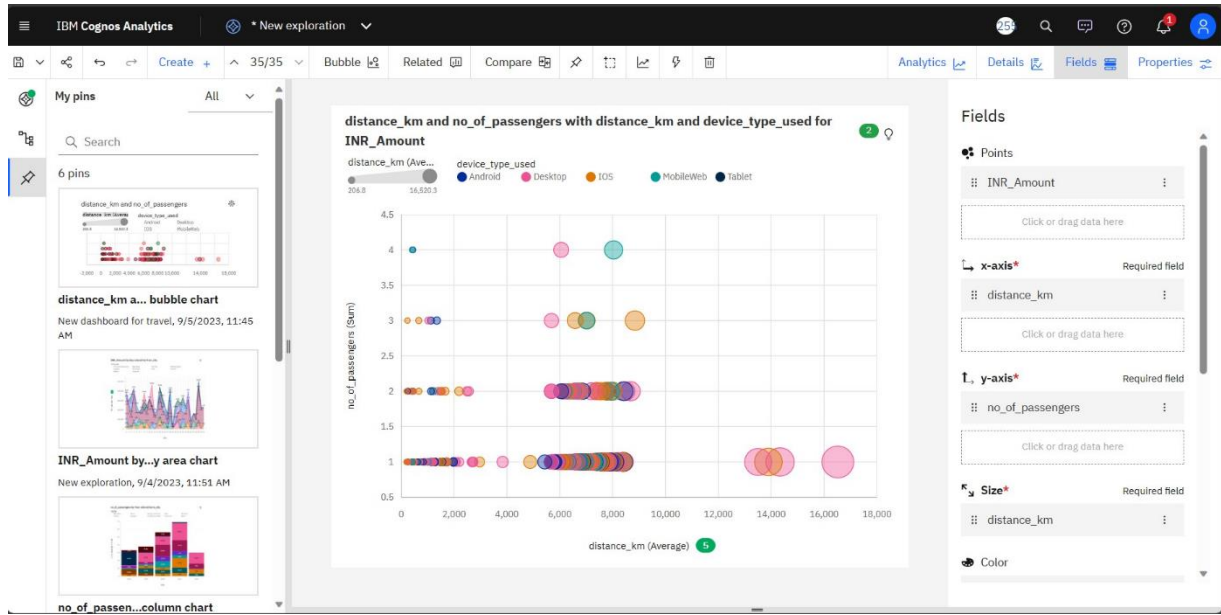 IBM Cognos Analytics
* New exploration
255
1
Create +
35/35
Bubble
Related
Compare
Analytics
Details
Fields
Properties
My pins
All
Search
6 pins
distance_km and no_of_passengers
distance_km a... bubble chart
New dashboard for travel, 9/5/2023, 11:45
AM
INR_Amount by...y area chart
New exploration, 9/4/2023, 11:51 AM
no_of_passen...column chart
distance_km and no_of_passengers with distance_km and device_type_used for
INR_Amount
2
distance_km (Ave...
206.8
16,520.3
device_type_used
Android
Desktop
IOS
MobileWeb
Tablet
no_of_passengers (Sum)
4.5
4
3.5
3
2.5
2
1.5
1
0.5
0
2,000
4,000
6,000
8,000
10,000
12,000
14,000
16,000
18,000
distance_km (Average)
5
Fields
Points
INR_Amount
Click or drag data here
x-axis*
Required field
distance_km
Click or drag data here
y-axis*
Required field
no_of_passengers
Click or drag data here
Size*
Required field
distance_km
Color